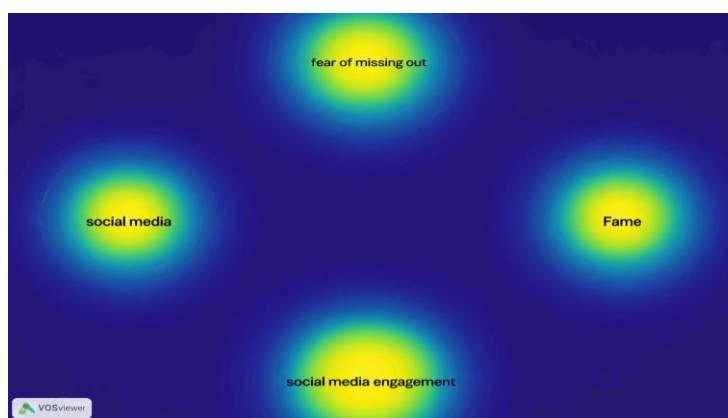 fear of missing out
social media
Fame
social media engagement
VOSviewer